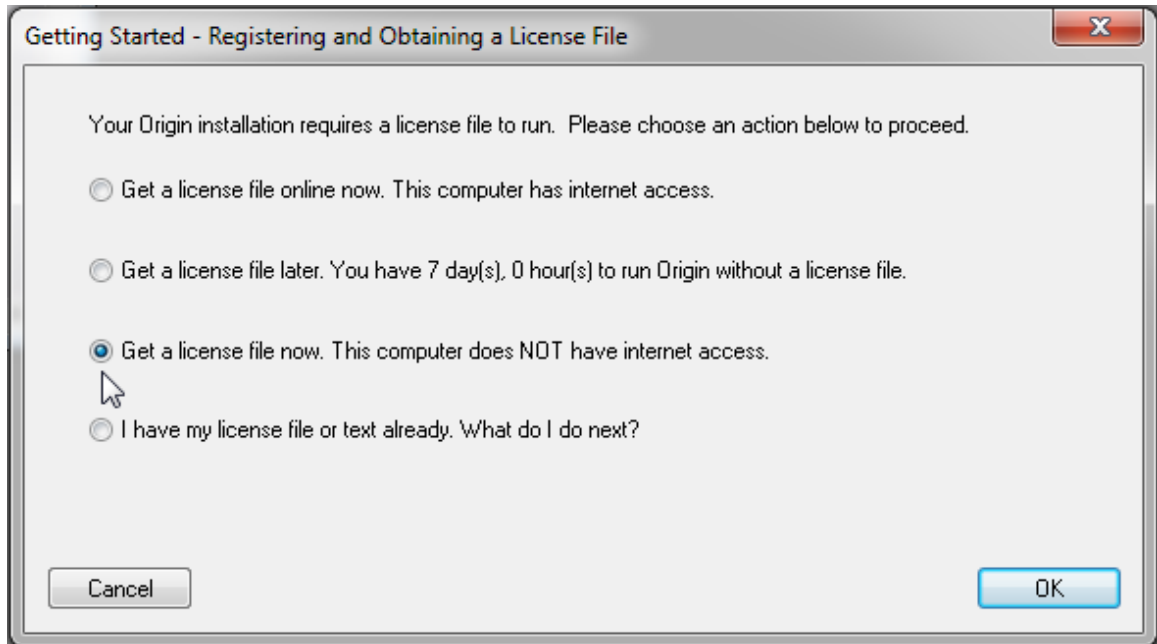 Getting Started - Registering and Obtaining a License File
Your Origin installation requires a license file to run.  Please choose an action below to proceed.
Get a license file online now. This computer has internet access.
Get a license file later. You have 7 day(s), 0 hour(s) to run Origin without a license file.
Get a license file now. This computer does NOT have internet access.
I have my license file or text already. What do I do next?
Cancel
OK